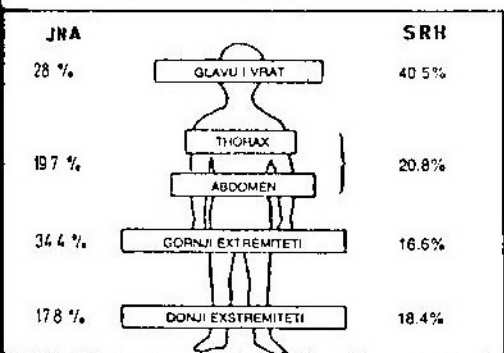 JNA SRH
28 % GLAVU I VRAT 40.5%
THORAX
19.7 % 20.8%
ABDOMEN
34.4 % GORNJI EXTREMITETI 16.6%
17.8 % DONJI EXSTREMITETI 18.4%